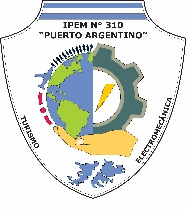 IPEM N° 310
"PUERTO ARGENTINO"
TURISMO
ELECTROMECÁNICA